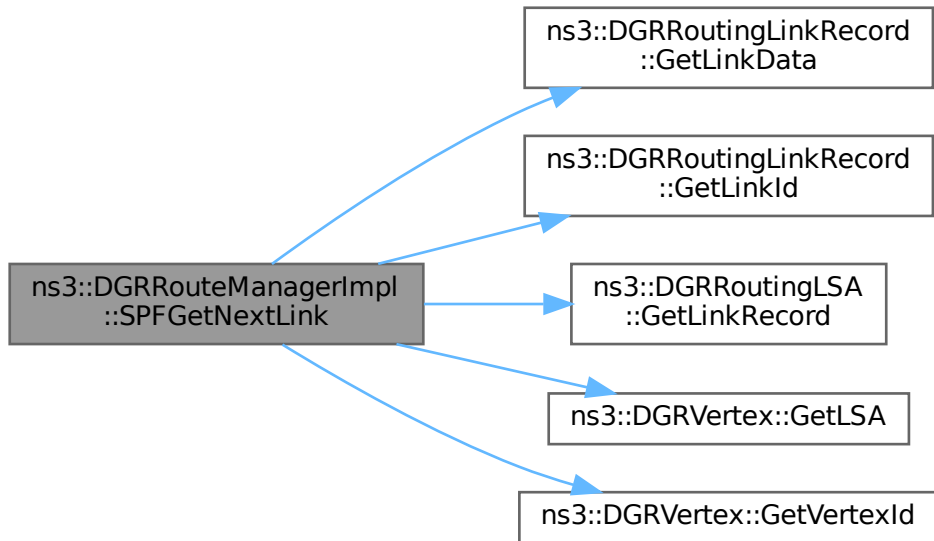 ns3::DGRRouteManagerImpl
::SPFGetNextLink
ns3::DGRRoutingLinkRecord
::GetLinkData
ns3::DGRRoutingLinkRecord
::GetLinkId
ns3::DGRRoutingLSA
::GetLinkRecord
ns3::DGRVertex::GetLSA
ns3::DGRVertex::GetVertexId